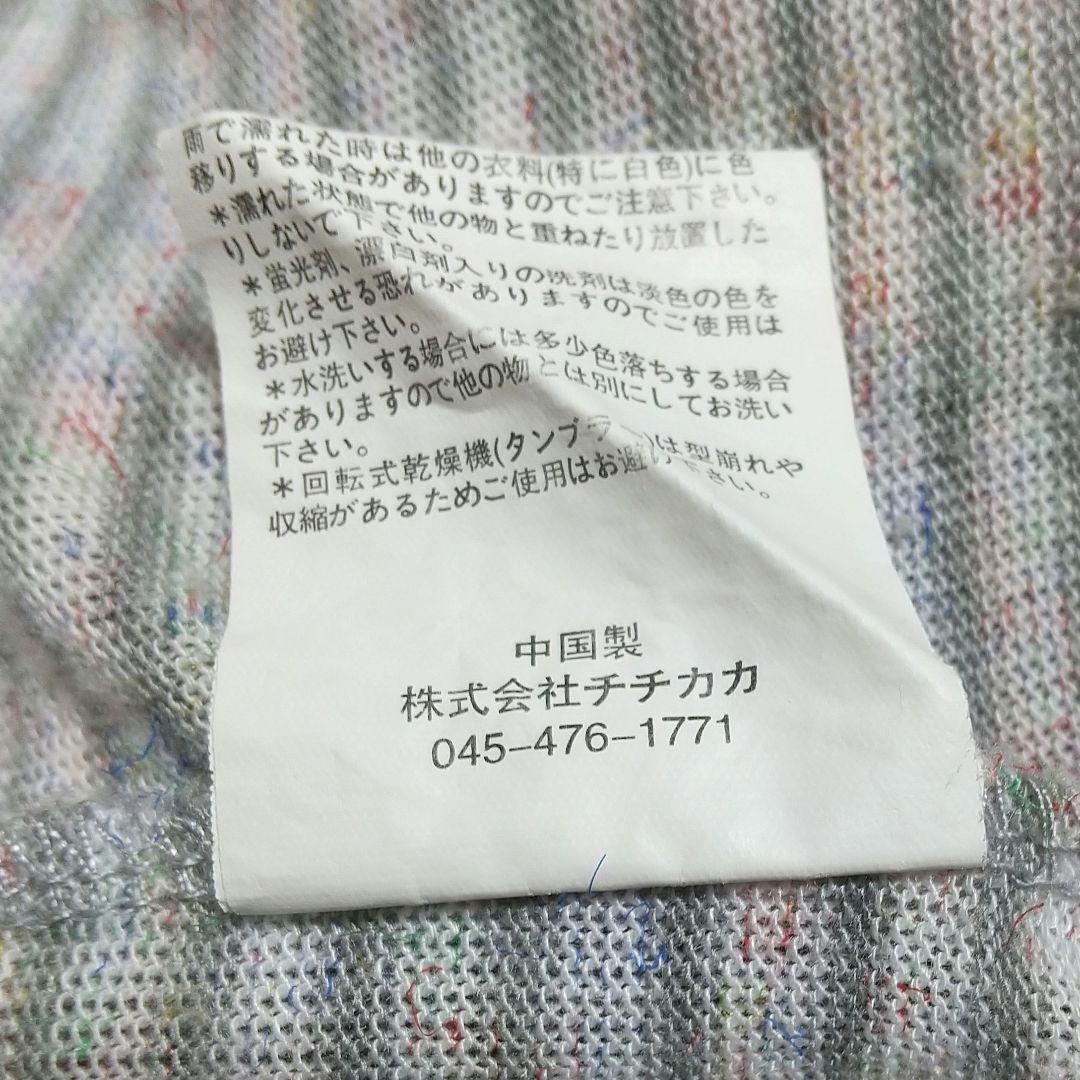 雨で濡れた時は他の衣料(特に白色)に色
移りする場合がありますのでご注意下さい。
＊濡れた状態で他の物と重ねたり放置した
りしないで下さい。
＊蛍光剤、漂白剤入りの洗剤は淡色の色を
変化させる恐れがありますのでご使用は
お避け下さい。
＊水洗いする場合には多少色落ちする場合
がありますので他の物とは別にしてお洗い
下さい。
＊回転式乾燥機(タンブラー)は型崩れや
収縮があるためご使用はお避け下さい。
中国製
株式会社チチカカ
045-476-1771